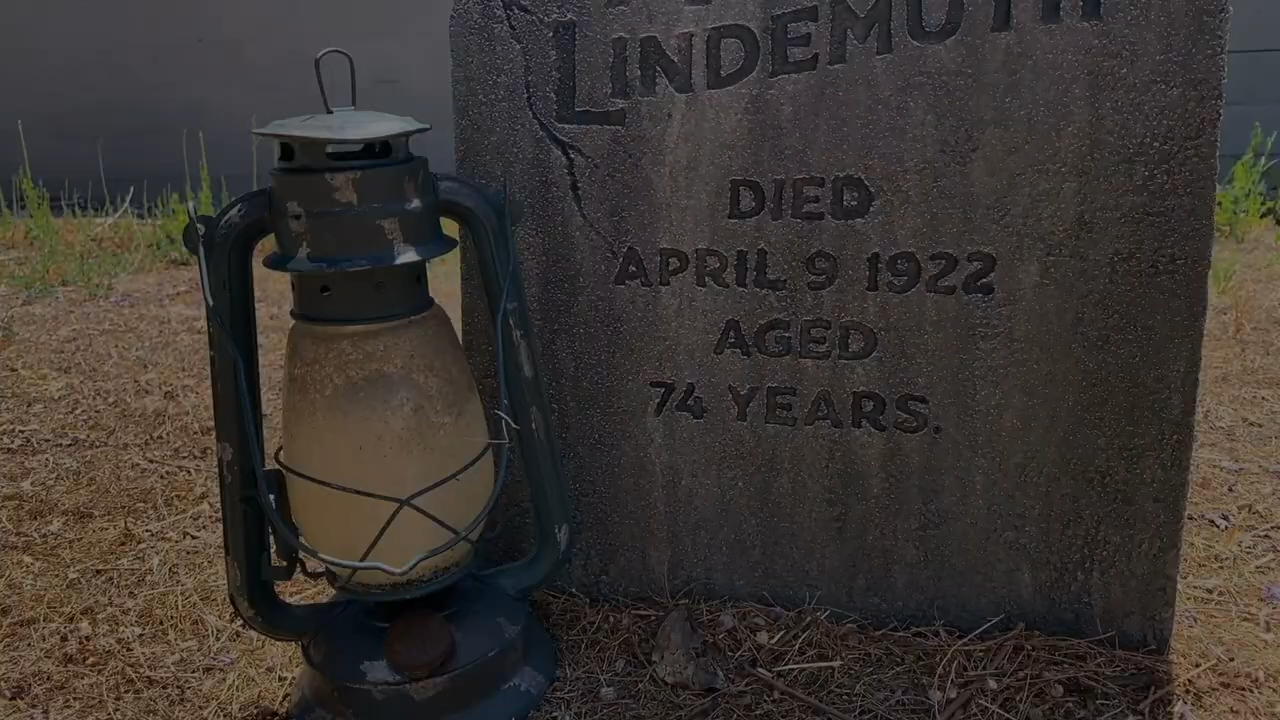 LINDEMUTH
DIED
APRIL 9 1922
AGED
74 YEARS.